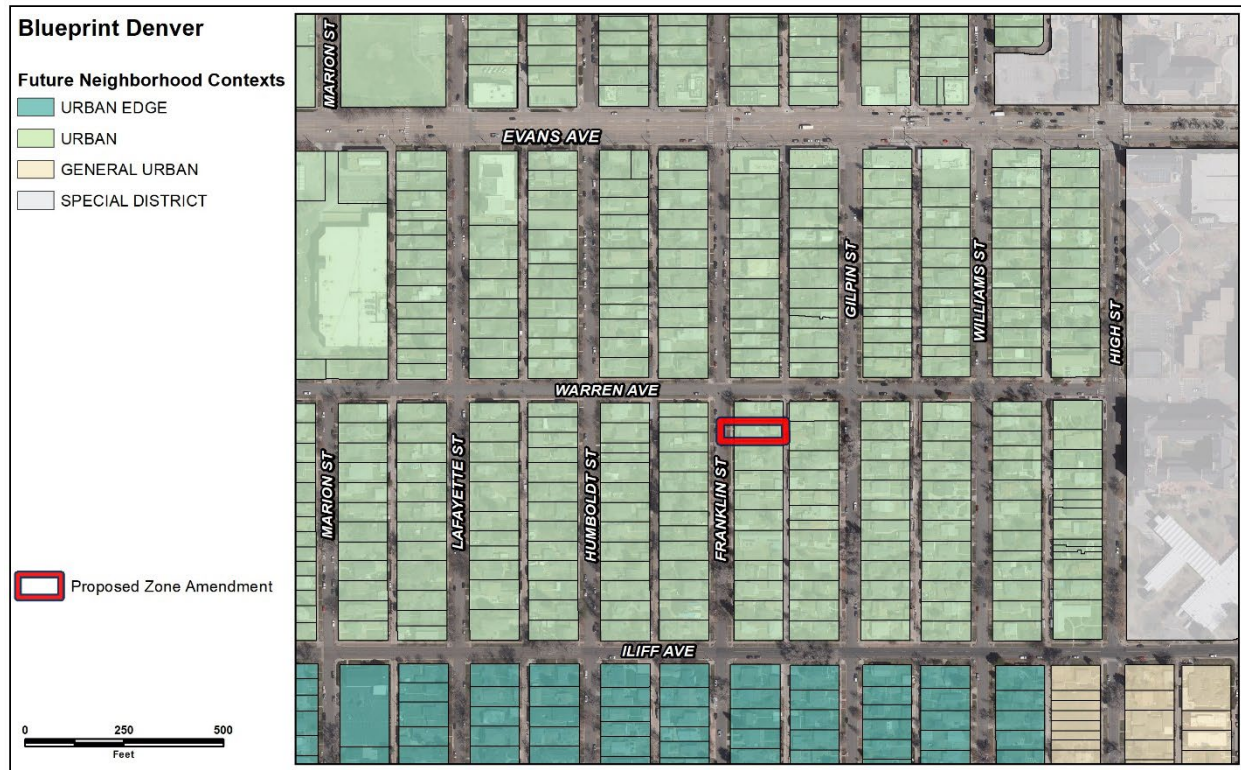 Blueprint Denver
Future Neighborhood Contexts
URBAN EDGE
URBAN
GENERAL URBAN
SPECIAL DISTRICT
Proposed Zone Amendment
0 250 500
Feet
MARION ST
EVANS AVE
GILPIN ST
WILLIAMS ST
HIGH ST
WARREN AVE
MARION ST
LAFAYETTE ST
HUMBOLDT ST
FRANKLIN ST
ILIFF AVE